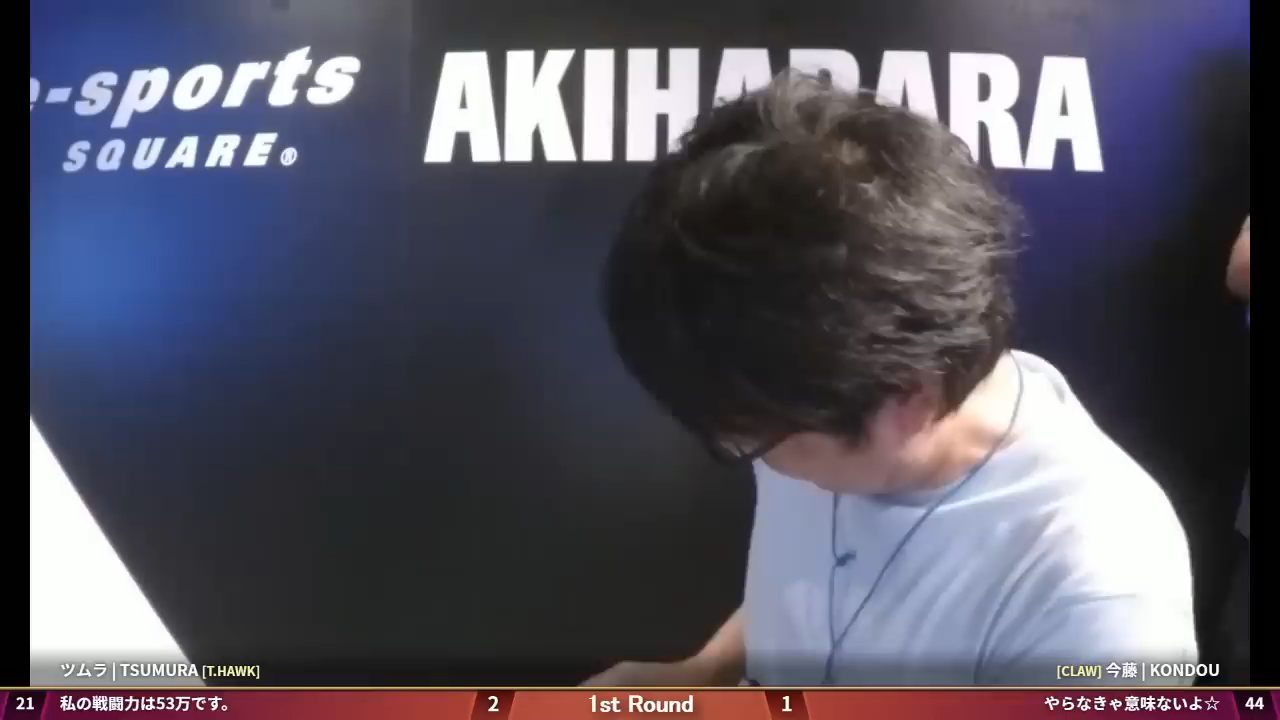 e-sports
SQUARE®
AKIHABARA
ツムラ | TSUMURA [T.HAWK]
[CLAW] 今藤 | KONDOU
21 私の戦闘力は53万です。 2 1st Round 1 やらなきゃ意味ないよ☆ 44